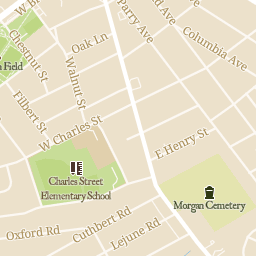 W B
Oak Ln
Parry Ave
Columbia Ave
Chestnut St
Walnut St
Field
Filbert St
W Charles St
E Henry St
Charles Street
Elementary School
Morgan Cemetery
Cuthbert Rd
Oxford Rd
LeJune Rd